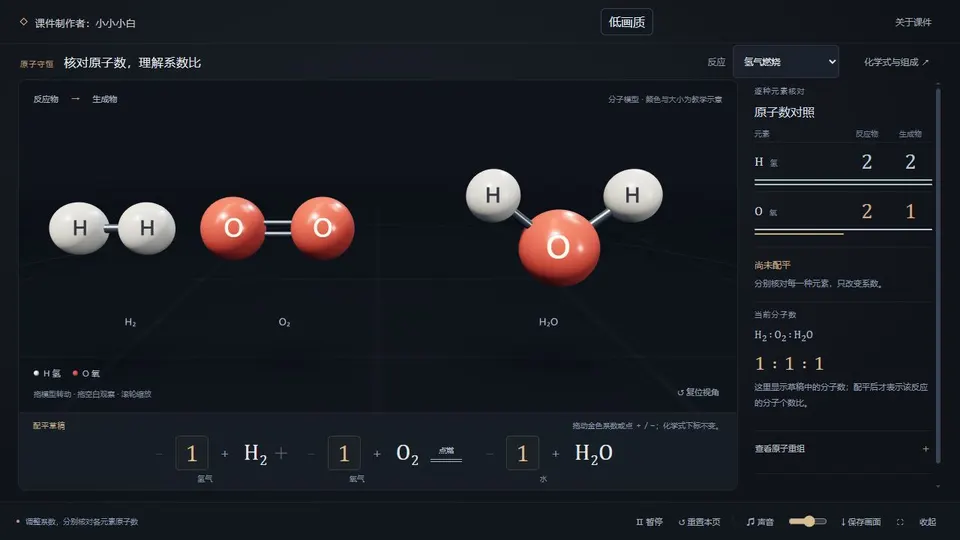 课件制作者：小小小白
低画质
关于课件
原子守恒 核对原子数，理解系数比
反应 氢气燃烧
化学式与组成 ↗
反应物 → 生成物
分子模型 · 颜色与大小为教学示意
H H O O H O H
H₂ O₂ H₂O
H 氢 O 氧
拖模型转动 · 拖空白观察 · 滚轮缩放
↺ 复位视角
逐种元素核对
原子数对照
元素 反应物 生成物
H 氢 2 2
O 氧 2 1
尚未配平
分别核对每一种元素，只改变系数。
当前分子数
H₂ : O₂ : H₂O
1 : 1 : 1
这里显示草稿中的分子数；配平后才表示该反应
的分子个数比。
查看原子重组 +
配平草稿
拖动金色系数或点 + / −；化学式下标不变。
− 1 + H₂ + − 1 + O₂ 点燃 − 1 + H₂O
氢气 氧气 水
调整系数，分别核对各元素原子数
暂停 ↺ 重置本页 声音 ↓ 保存画面 收起